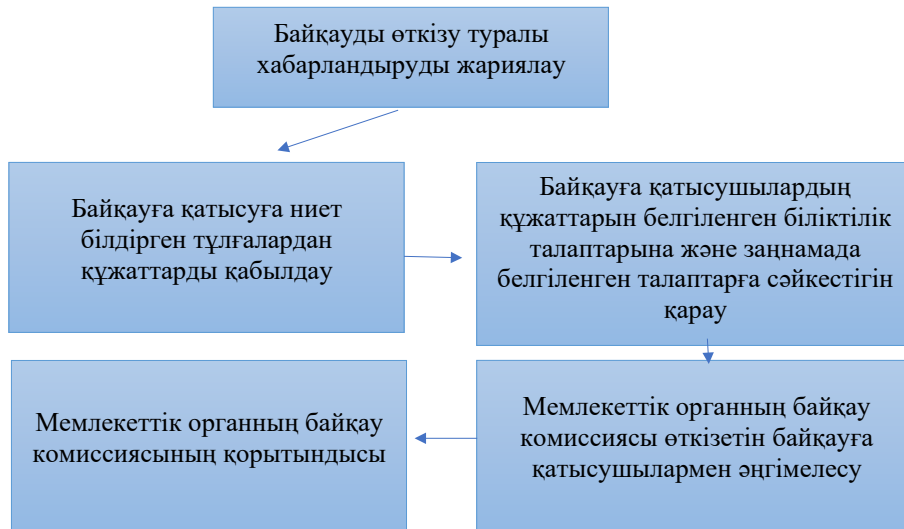 Байқауды өткізу туралы
хабарландыруды жариялау
Байқауға қатысуға ниет
білдірген тұлғалардан
құжаттарды қабылдау
Байқауға қатысушылардың
құжаттарын белгіленген біліктілік
талаптарына және заңнамада
белгіленген талаптарға сәйкестігін
қарау
Мемлекеттік органның байқау
комиссиясы өткізетін байқауға
қатысушылармен әңгімелесу
Мемлекеттік органның байқау
комиссиясының қорытындысы